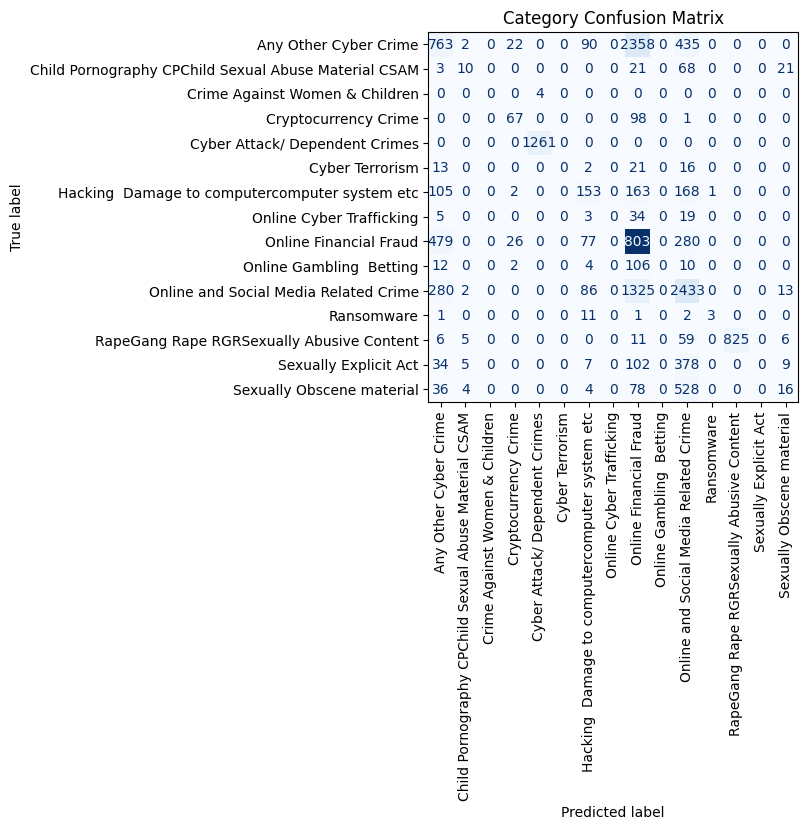 Category Confusion Matrix
True label
Any Other Cyber Crime 763 2 0 22 0 0 90 0 2358 0 435 0 0 0 0
Child Pornography CPChild Sexual Abuse Material CSAM 3 10 0 0 0 0 0 0 21 0 68 0 0 0 21
Crime Against Women & Children 0 0 0 0 4 0 0 0 0 0 0 0 0 0 0
Cryptocurrency Crime 0 0 0 67 0 0 0 0 98 0 1 0 0 0 0
Cyber Attack/ Dependent Crimes 0 0 0 0 1261 0 0 0 0 0 0 0 0 0 0
Cyber Terrorism 13 0 0 0 0 0 2 0 21 0 16 0 0 0 0
Hacking  Damage to computercomputer system etc 105 0 0 2 0 0 153 0 163 0 168 1 0 0 0
Online Cyber Trafficking 5 0 0 0 0 0 3 0 34 0 19 0 0 0 0
Online Financial Fraud 479 0 0 26 0 0 77 0 803 0 280 0 0 0 0
Online Gambling  Betting 12 0 0 2 0 0 4 0 106 0 10 0 0 0 0
Online and Social Media Related Crime 280 2 0 0 0 0 86 0 1325 0 2433 0 0 0 13
Ransomware 1 0 0 0 0 0 11 0 1 0 2 3 0 0 0
RapeGang Rape RGRSexually Abusive Content 6 5 0 0 0 0 0 0 11 0 59 0 825 0 6
Sexually Explicit Act 34 5 0 0 0 0 7 0 102 0 378 0 0 0 9
Sexually Obscene material 36 4 0 0 0 0 4 0 78 0 528 0 0 0 16
Any Other Cyber Crime
Child Pornography CPChild Sexual Abuse Material CSAM
Crime Against Women & Children
Cryptocurrency Crime
Cyber Attack/ Dependent Crimes
Cyber Terrorism
Hacking  Damage to computercomputer system etc
Online Cyber Trafficking
Online Financial Fraud
Online Gambling  Betting
Online and Social Media Related Crime
Ransomware
RapeGang Rape RGRSexually Abusive Content
Sexually Explicit Act
Sexually Obscene material
Predicted label